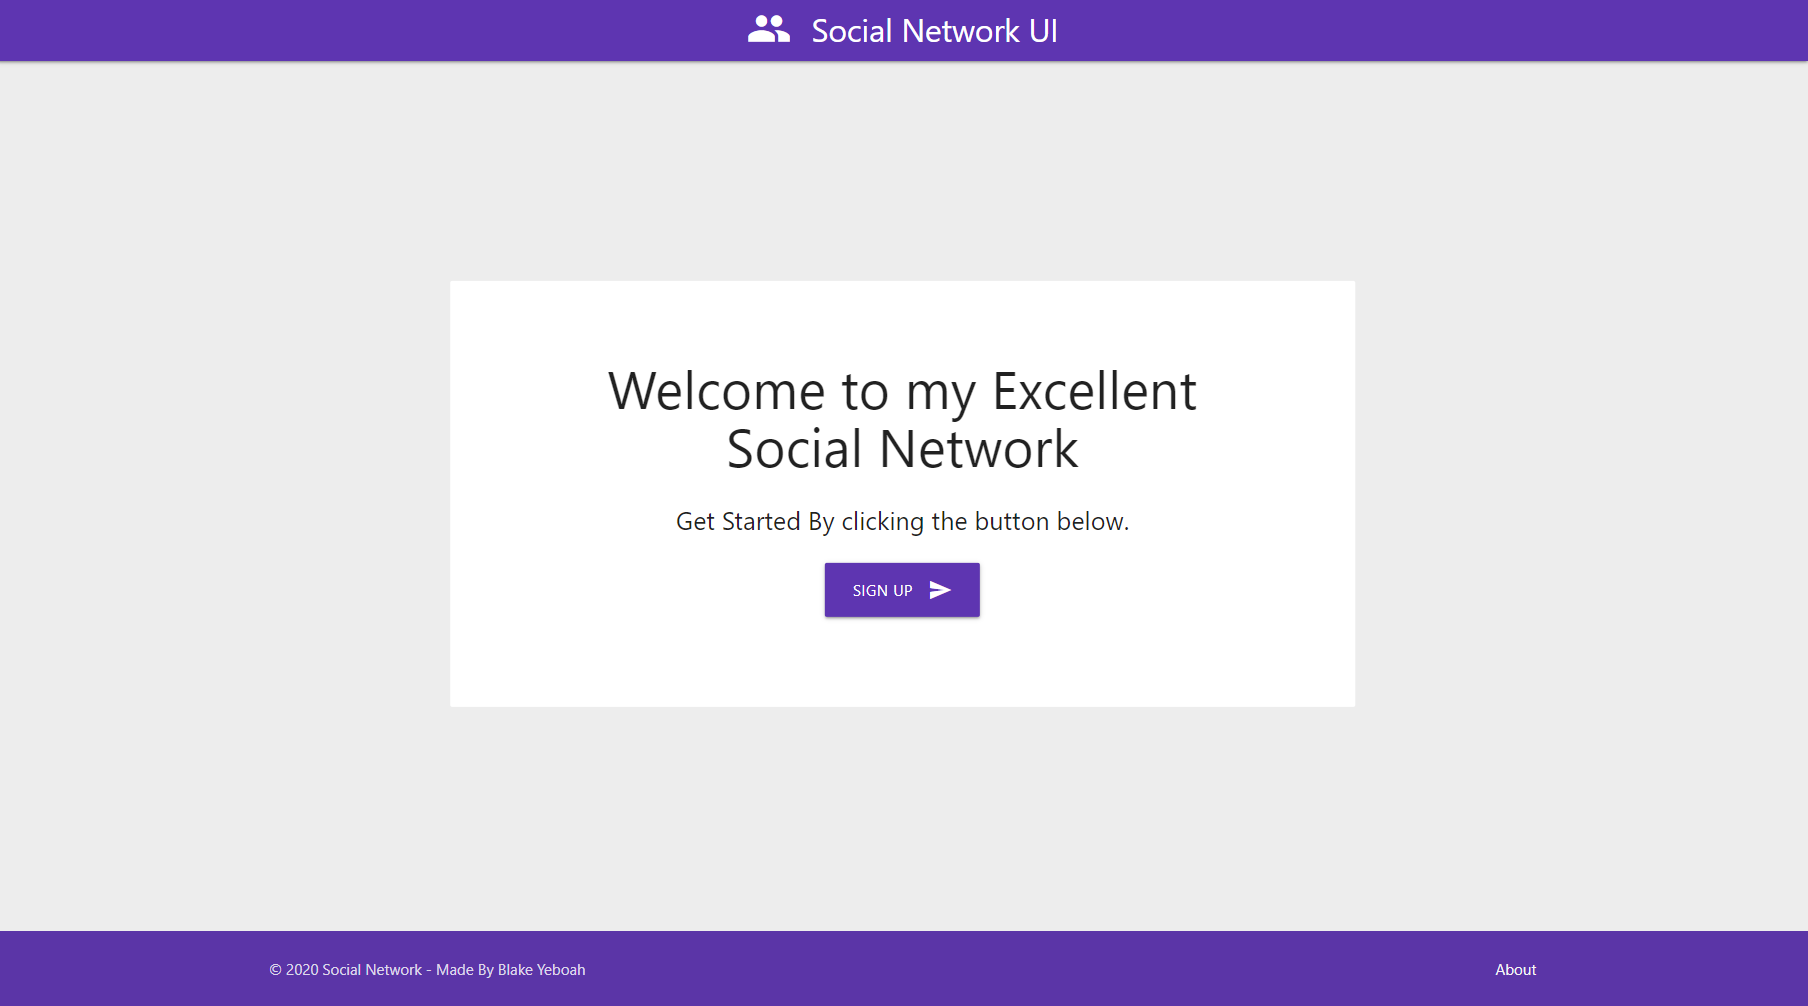 Social Network UI
Welcome to my Excellent
Social Network
Get Started By clicking the button below.
SIGN UP
© 2020 Social Network - Made By Blake Yeboah
About